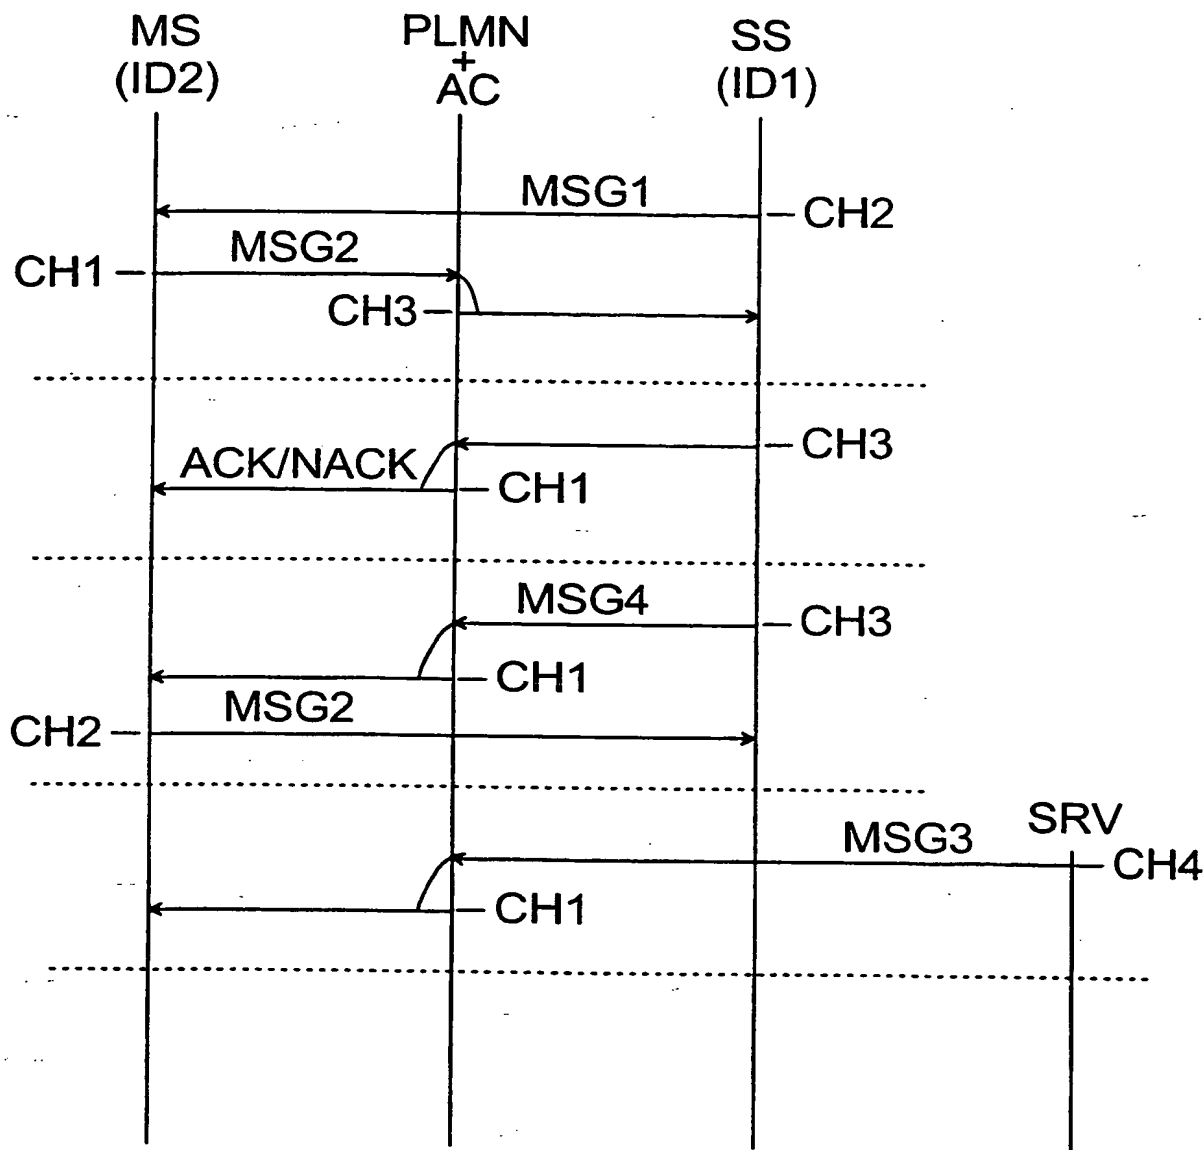 MS
(ID2)
PLMN
+
AC
SS
(ID1)
MSG1
CH2
MSG2
CH1
CH3
CH3
ACK/NACK
CH1
MSG4
CH3
CH1
MSG2
CH2
SRV
MSG3
CH4
CH1